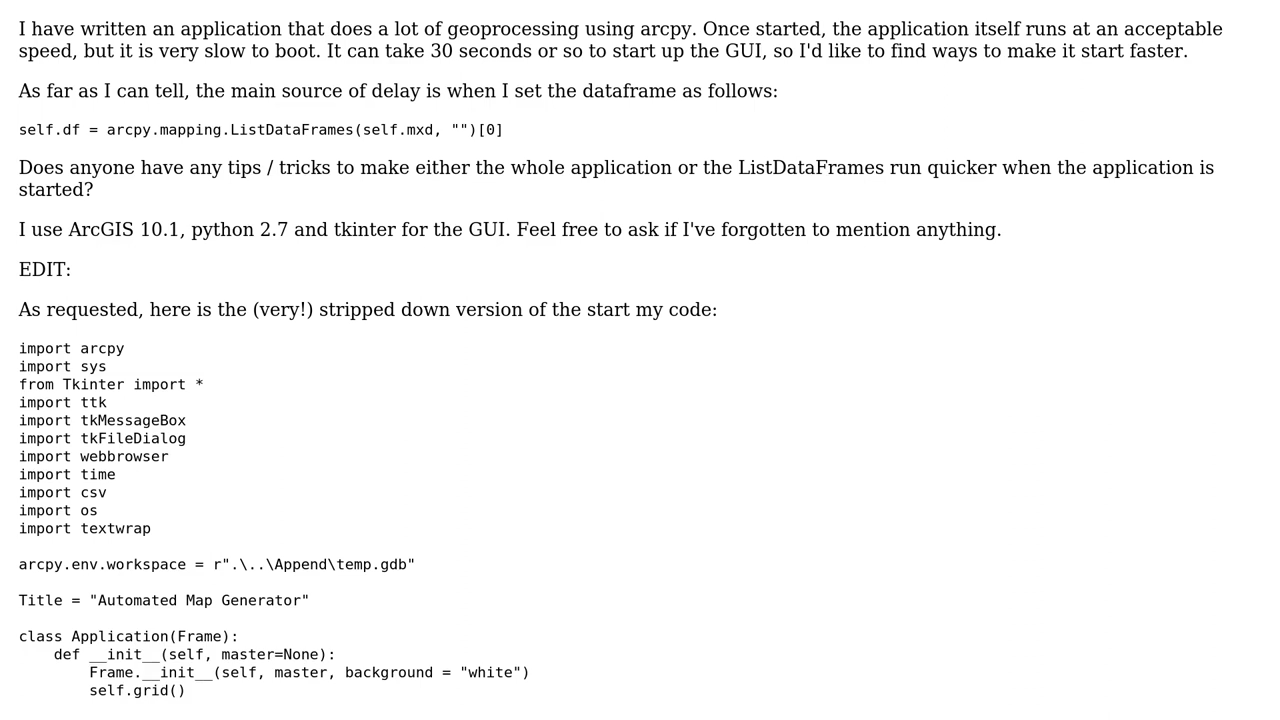 I have written an application that does a lot of geoprocessing using arcpy. Once started, the application itself runs at an acceptable
speed, but it is very slow to boot. It can take 30 seconds or so to start up the GUI, so I'd like to find ways to make it start faster.
As far as I can tell, the main source of delay is when I set the dataframe as follows:
self.df = arcpy.mapping.ListDataFrames(self.mxd, "")[0]
Does anyone have any tips / tricks to make either the whole application or the ListDataFrames run quicker when the application is
started?
I use ArcGIS 10.1, python 2.7 and tkinter for the GUI. Feel free to ask if I've forgotten to mention anything.
EDIT:
As requested, here is the (very!) stripped down version of the start my code:
import arcpy
import sys
from Tkinter import *
import ttk
import tkMessageBox
import tkFileDialog
import webbrowser
import time
import csv
import os
import textwrap
arcpy.env.workspace = r".\..\Append\temp.gdb"
Title = "Automated Map Generator"
class Application(Frame):
    def __init__(self, master=None):
        Frame.__init__(self, master, background = "white")
        self.grid()